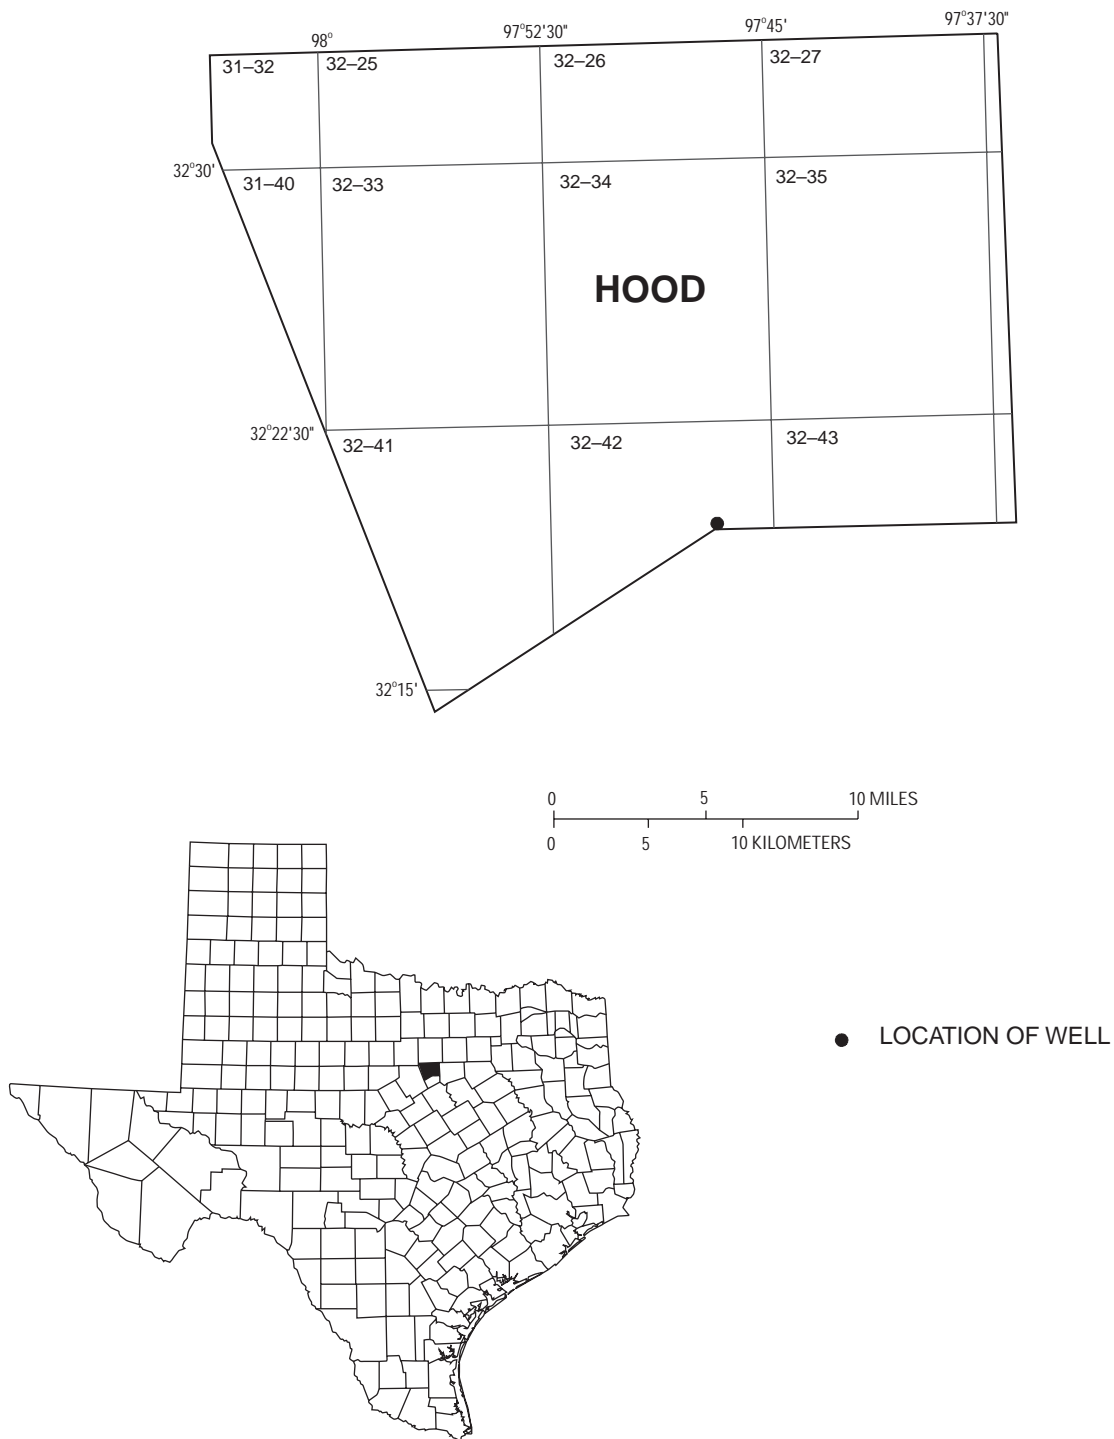 98° 97°52'30" 97°45' 97°37'30"
31–32 32–25 32–26 32–27
32°30'
31–40 32–33 32–34 32–35
HOOD
32°22'30"
32–41 32–42 32–43
32°15'
0 5 10 MILES
0 5 10 KILOMETERS
LOCATION OF WELL